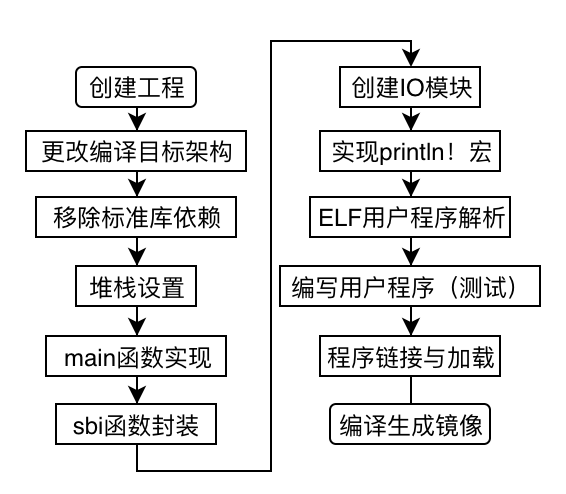 创建工程
更改编译目标架构
移除标准库依赖
堆栈设置
main函数实现
sbi函数封装
创建IO模块
实现println！宏
ELF用户程序解析
编写用户程序（测试）
程序链接与加载
编译生成镜像